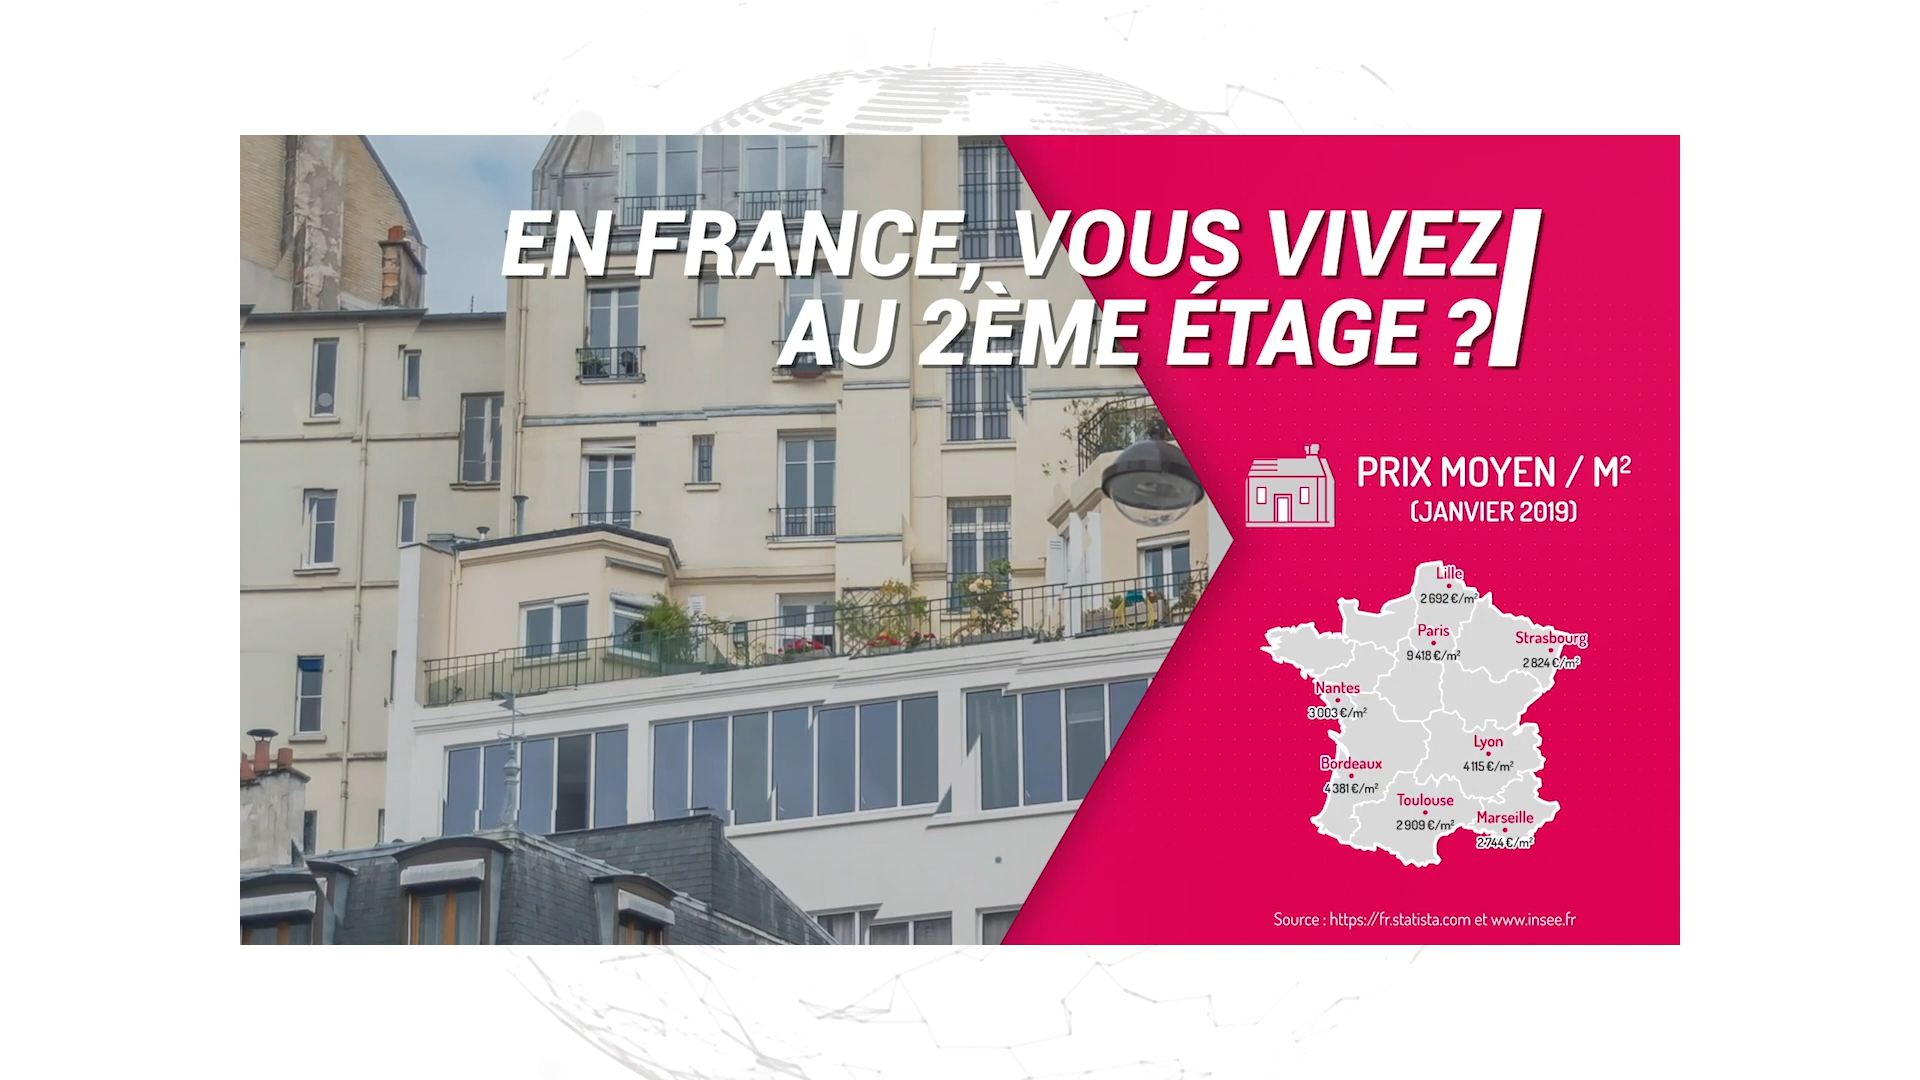 EN FRANCE, VOUS VIVEZ
AU 2ÈME ÉTAGE ?
PRIX MOYEN / M²
(JANVIER 2019)
Lille
2 692 €/m²
Paris
9 418 €/m²
Strasbourg
2 824 €/m²
Nantes
3 003 €/m²
Lyon
4 115 €/m²
Bordeaux
4 381 €/m²
Toulouse
2 909 €/m²
Marseille
2 744 €/m²
Source : https://fr.statista.com et www.insee.fr